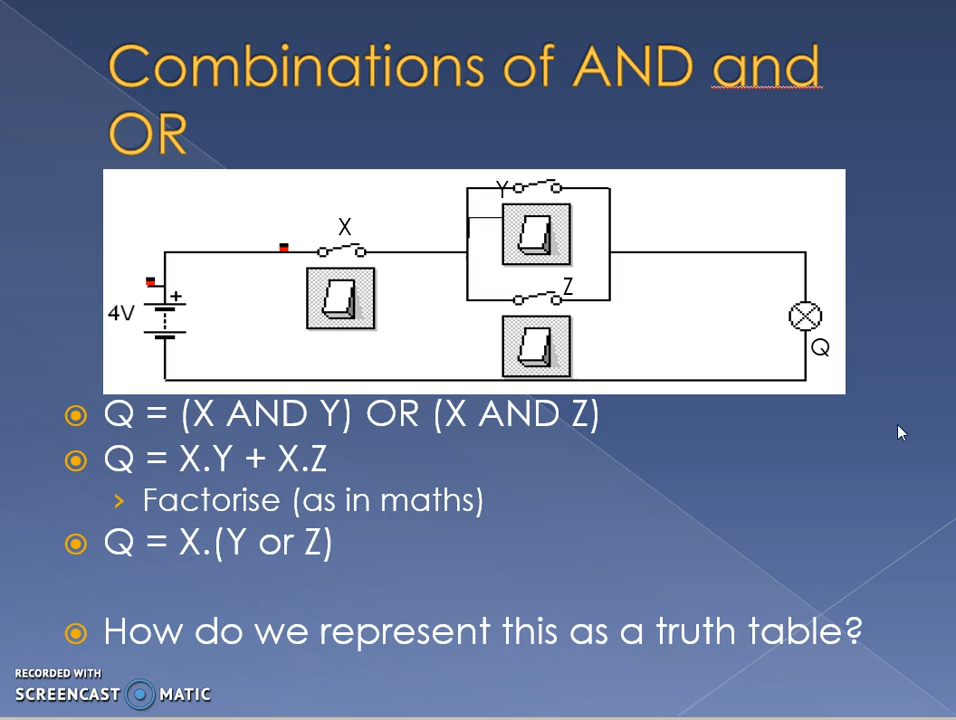 Combinations of AND and
OR
Y
X
Z
+
4V
Q
Q = (X AND Y) OR (X AND Z)
Q = X.Y + X.Z
Factorise (as in maths)
Q = X.(Y or Z)
How do we represent this as a truth table?
RECORDED WITH
SCREENCAST MATIC